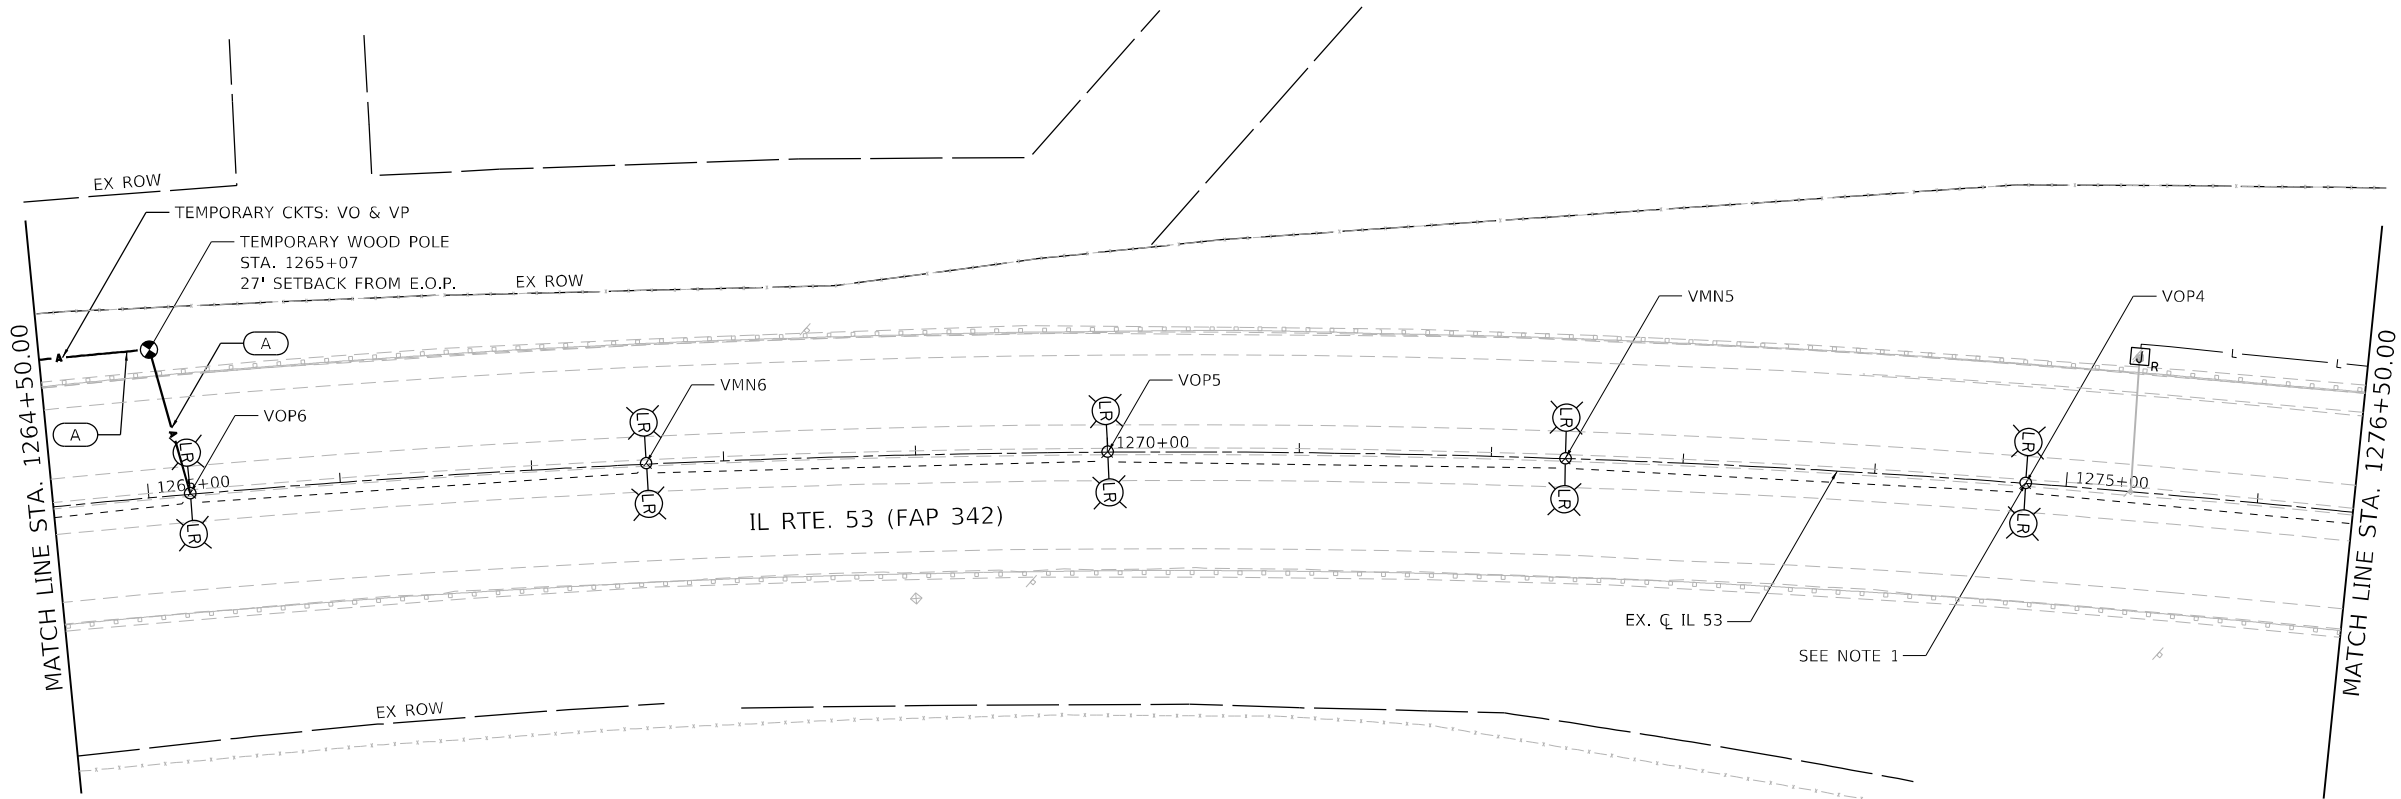 EX ROW
TEMPORARY CKTS: VO & VP
TEMPORARY WOOD POLE
STA. 1265+07
27' SETBACK FROM E.O.P.
EX ROW
VMN5
VOP4
A
A
A
VOP6
VMN6
VOP5
J
R
L
L
LR
LR
LR
LR
LR
1265+00
1270+00
1275+00
LR
LR
LR
LR
LR
IL RTE. 53 (FAP 342)
EX. ℄ IL 53
SEE NOTE 1
EX ROW
MATCH LINE STA. 1264+50.00
MATCH LINE STA. 1276+50.00